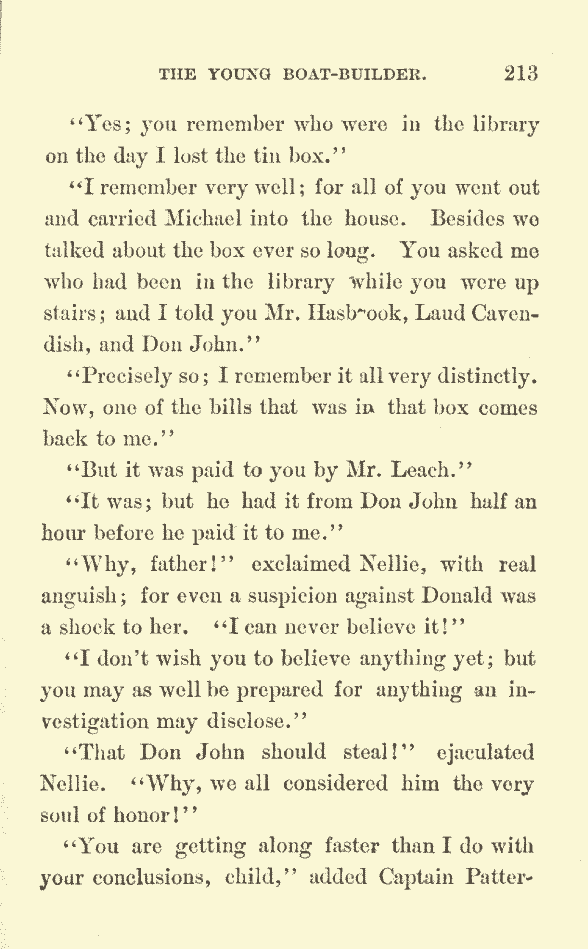 THE YOUNG BOAT-BUILDER. 213
“Yes; you remember who were in the library
on the day I lost the tin box.”
“I remember very well; for all of you went out
and carried Michael into the house. Besides we
talked about the box ever so long. You asked me
who had been in the library while you were up
stairs; and I told you Mr. Hasb~ook, Laud Caven-
dish, and Don John.”
“Precisely so; I remember it all very distinctly.
Now, one of the bills that was in that box comes
back to me.”
“But it was paid to you by Mr. Leach.”
“It was; but he had it from Don John half an
hour before he paid it to me.”
“Why, father!” exclaimed Nellie, with real
anguish; for even a suspicion against Donald was
a shock to her. “I can never believe it!”
“I don’t wish you to believe anything yet; but
you may as well be prepared for anything an in-
vestigation may disclose.”
“That Don John should steal!” ejaculated
Nellie. “Why, we all considered him the very
soul of honor!”
“You are getting along faster than I do with
your conclusions, child,” added Captain Patter-